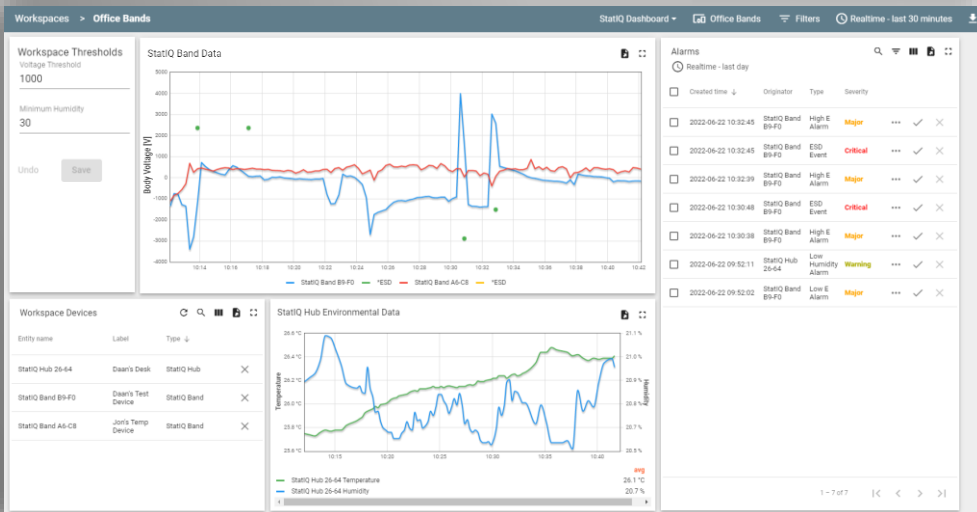 Workspaces > Office Bands
StatIQ Dashboard Office Bands Filters Realtime - last 30 minutes
Workspace Thresholds
Voltage Threshold
1000
Minimum Humidity
30
Undo Save
StatIQ Band Data
Body Voltage [V]
5000
4000
3000
2000
1000
0
-1000
-2000
-3000
-4000
10:14 10:16 10:18 10:20 10:22 10:24 10:26 10:28 10:30 10:32 10:34 10:36 10:38 10:40 10:42
StatIQ Band B9-F0 *ESD StatIQ Band A6-C8 *ESD
Alarms
Realtime - last day
Created time Originator Type Severity
2022-06-22 10:32:45 StatIQ Band B9-F0 High E Alarm Major
2022-06-22 10:32:45 StatIQ Band B9-F0 ESD Event Critical
2022-06-22 10:32:39 StatIQ Band B9-F0 High E Alarm Major
2022-06-22 10:30:48 StatIQ Band B9-F0 ESD Event Critical
2022-06-22 10:30:38 StatIQ Band B9-F0 High E Alarm Major
2022-06-22 09:52:11 StatIQ Hub 26-64 Low Humidity Alarm Warning
2022-06-22 09:52:02 StatIQ Band B9-F0 Low E Alarm Major
1 – 7 of 7
Workspace Devices
Entity name Label Type
StatIQ Hub 26-64 Daan's Desk StatIQ Hub
StatIQ Band B9-F0 Daan's Test Device StatIQ Band
StatIQ Band A6-C8 Jon's Temp Device StatIQ Band
StatIQ Hub Environmental Data
Temperature
26.6 °C
26.4 °C
26.2 °C
26.0 °C
25.8 °C
25.6 °C
21.1 %
21.0 %
20.9 %
20.8 %
20.7 %
20.5 %
Humidity
10:15 10:20 10:25 10:30 10:35 10:40
avg
StatIQ Hub 26-64 Temperature 26.1 °C
StatIQ Hub 26-64 Humidity 20.7 %